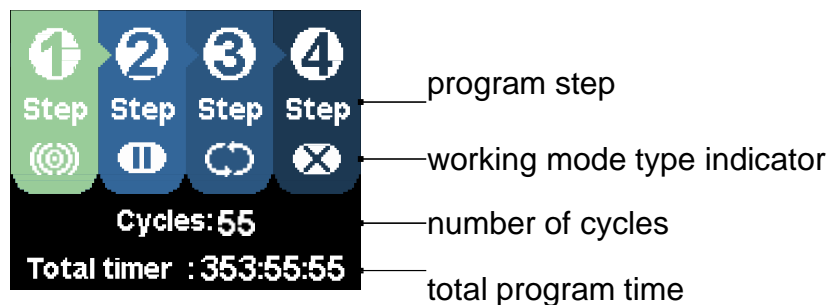 1 2 3 4
Step Step Step Step
program step
working mode type indicator
Cycles:55
number of cycles
Total timer :353:55:55
total program time